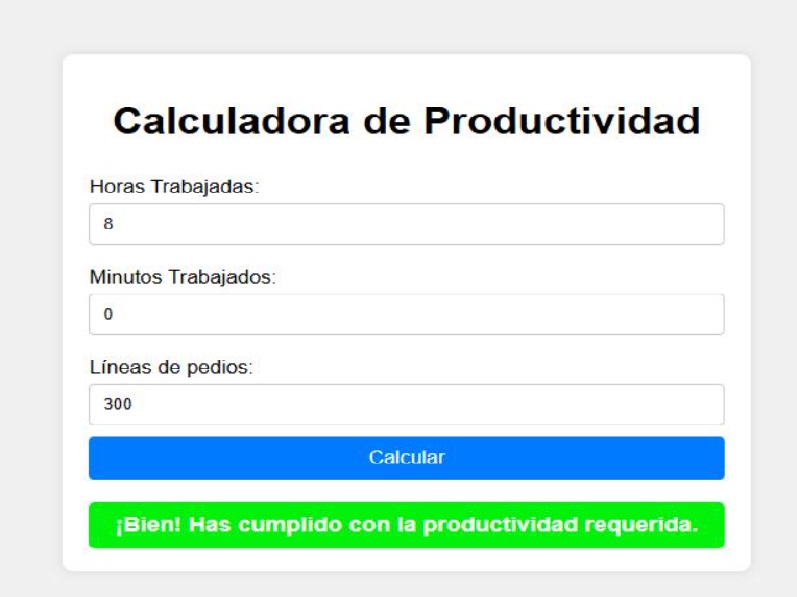 Calculadora de Productividad
Horas Trabajadas:
8
Minutos Trabajados:
0
Líneas de pedios:
300
Calcular
¡Bien! Has cumplido con la productividad requerida.